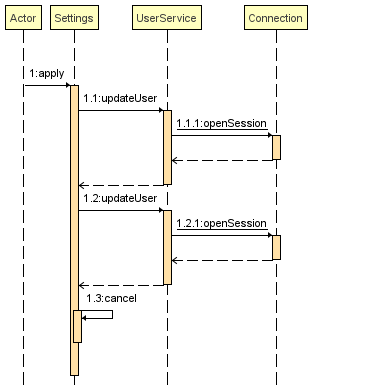 Actor
Settings
UserService
Connection
1:apply
1.1:updateUser
1.1.1:openSession
1.2:updateUser
1.2.1:openSession
1.3:cancel